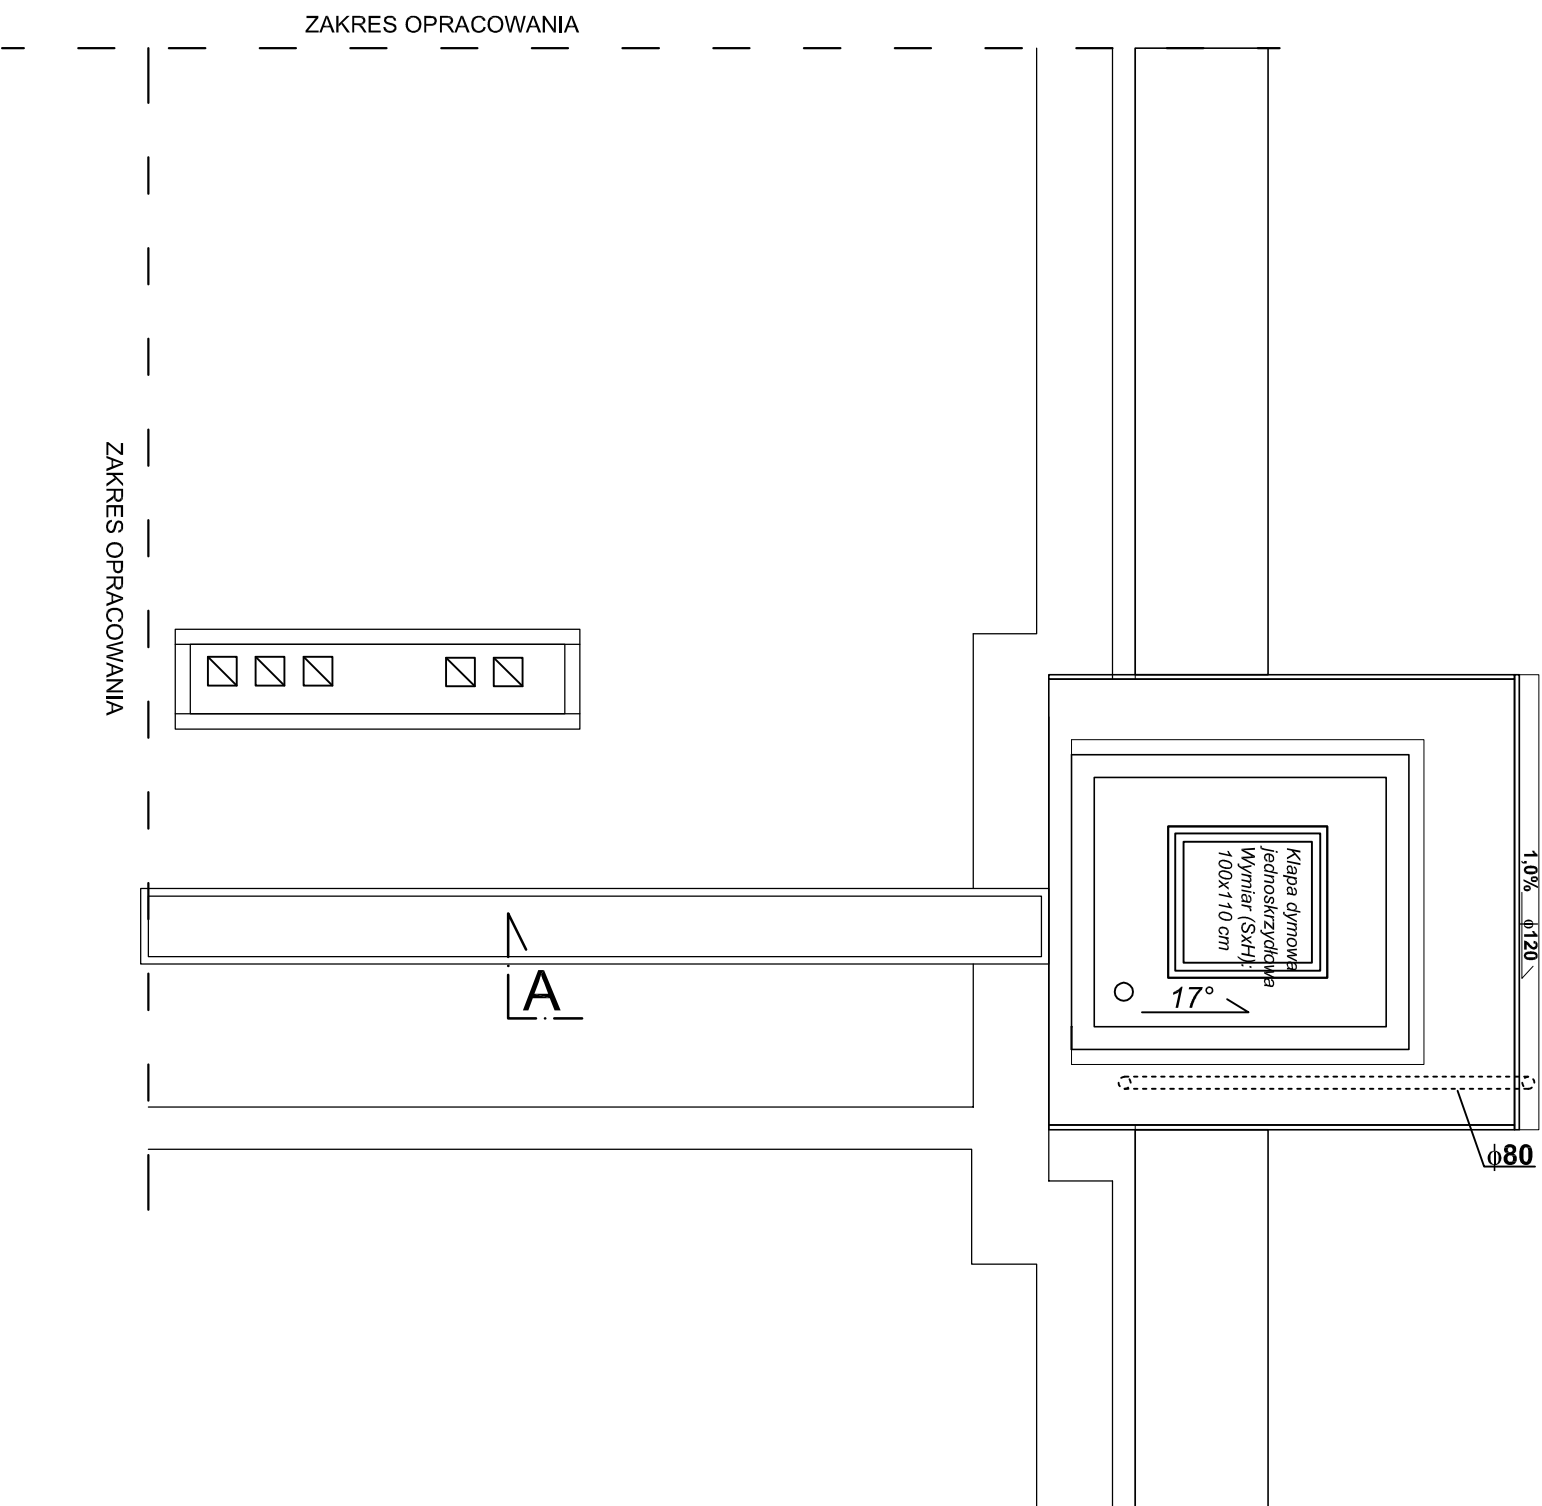 ZAKRES OPRACOWANIA
ZAKRES OPRACOWANIA
A
Klapa dymowa
jednoskrzydłowa
Wymiar (SxH):
100x110 cm
17°
1,0% ϕ120
ϕ80